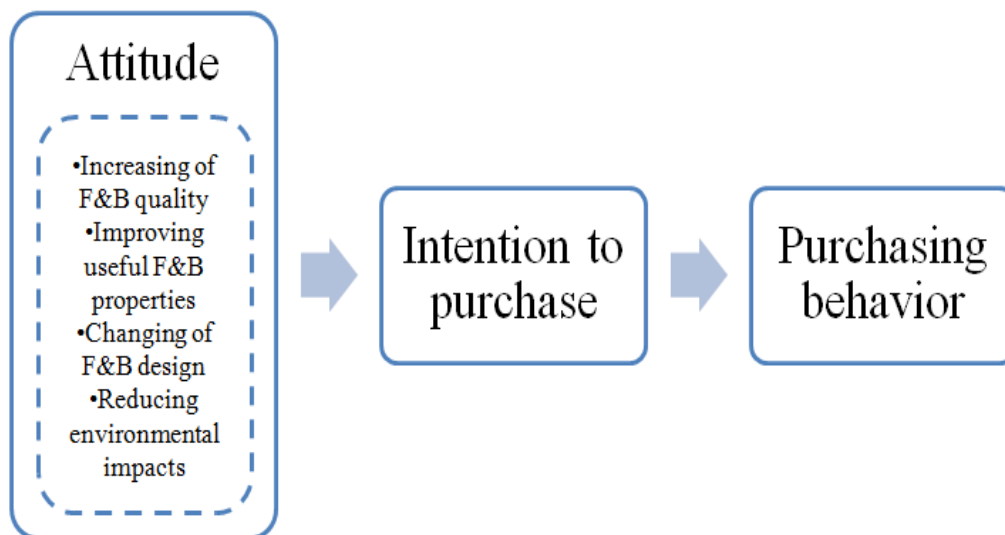 Attitude
•Increasing of
F&B quality
•Improving
useful F&B
properties
•Changing of
F&B design
•Reducing
environmental
impacts
Intention to
purchase
Purchasing
behavior